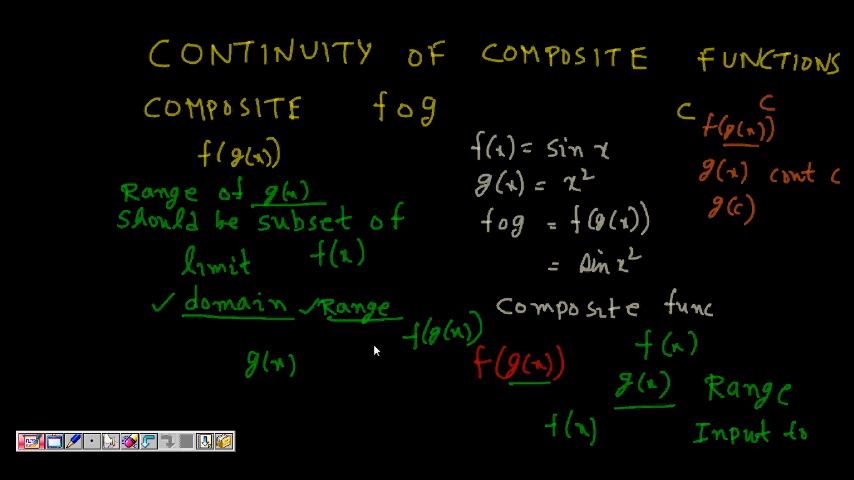 CONTINUITY OF COMPOSITE FUNCTIONS
COMPOSITE fog
f(g(x))
Range of g(x)
should be subset of
f(x)
limit
✓ domain ✓ Range
g(x)
f(x) = sin x
g(x) = x²
fog = f(g(x))
= sin x²
Composite func
c c
f(g(x))
g(x) cont c
g(c)
f(g(x))
f(g(x))
f(x)
g(x) Range
f(x) Input to